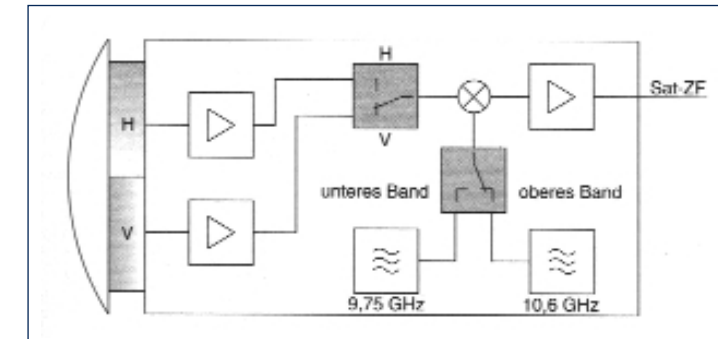 H
H
Sat-ZF
V
unteres Band
oberes Band
V
9,75 GHz
10,6 GHz